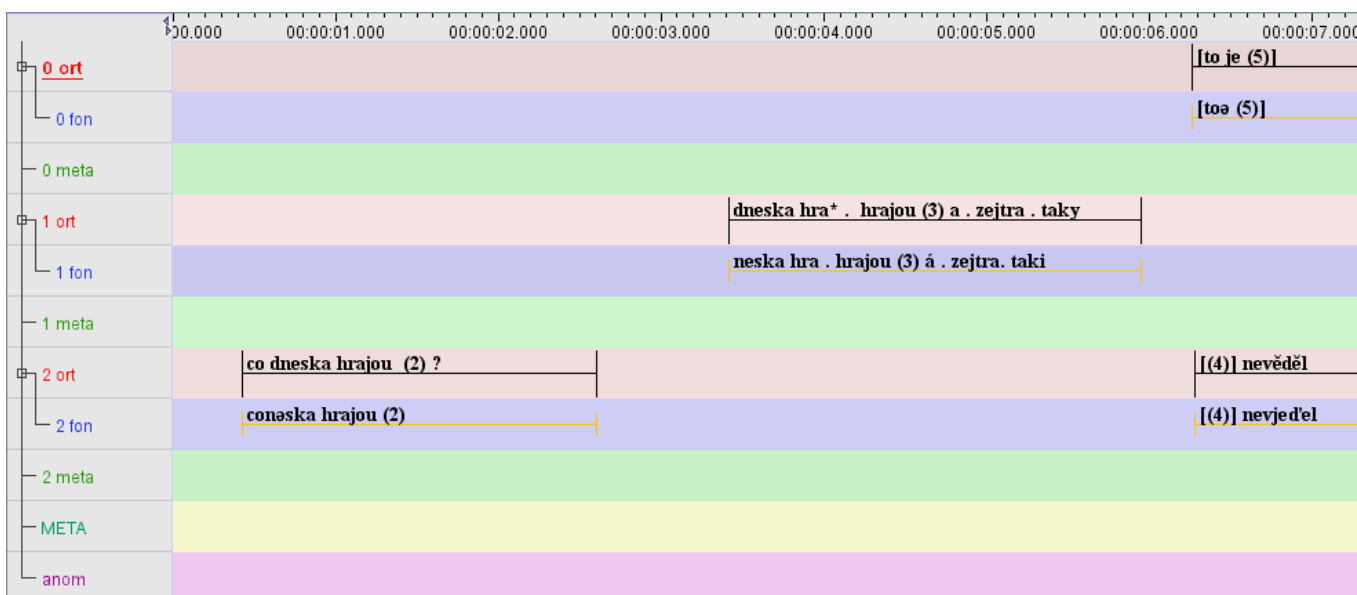 00.000 00:00:01.000 00:00:02.000 00:00:03.000 00:00:04.000 00:00:05.000 00:00:06.000 00:00:07.000
0 ort [to je (5)]
0 fon [toə (5)]
0 meta
1 ort dneska hra* . hrajou (3) a . zejtra . taky
1 fon neska hra . hrajou (3) á . zejtra. taki
1 meta
2 ort co dneska hrajou (2) ? [(4)] nevěděl
2 fon conəska hrajou (2) [(4)] nevjeďel
2 meta
META
anom